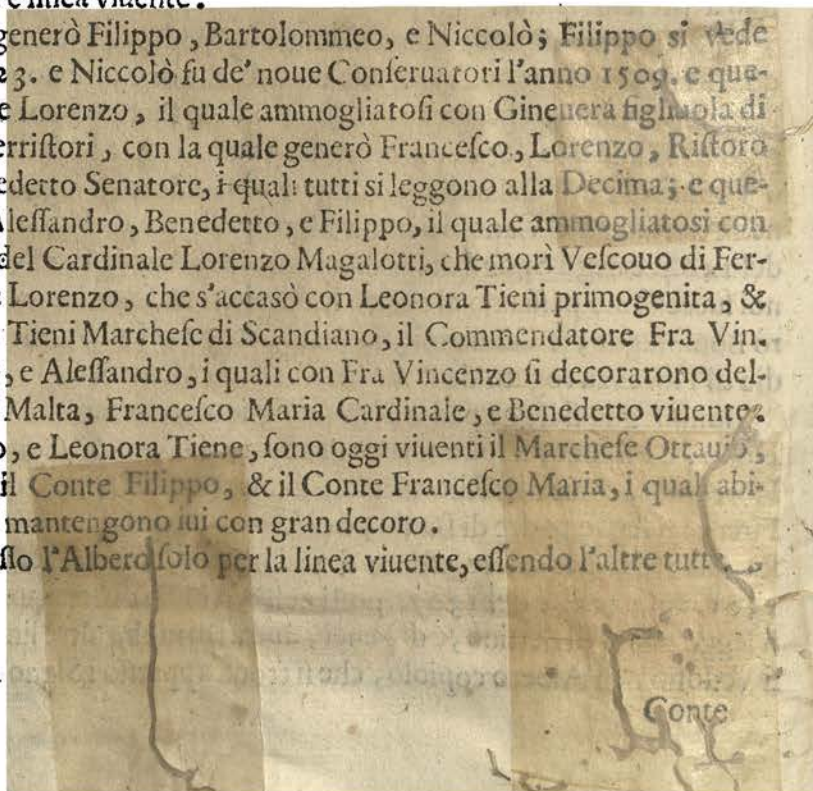 e linea viuente.
generò Filippo, Bartolommeo, e Niccolò; Filippo si vede
23. e Niccolò fu de' noue Conſeruatori l'anno 1509. e que-
e Lorenzo, il quale ammogliatoſi con Gineuera figliuola di
erriſtori, con la quale generò Franceſco, Lorenzo, Riſtoro
edetto Senatore, i quali tutti si leggono alla Decima; e que-
Aleſſandro, Benedetto, e Filippo, il quale ammogliatosi con
del Cardinale Lorenzo Magalotti, che morì Veſcouo di Fer-
Lorenzo, che s'accasò con Leonora Tieni primogenita, &
Tieni Marcheſe di Scandiano, il Commendatore Fra Vin.
, e Aleſſandro, i quali con Fra Vincenzo ſi decorarono del-
Malta, Franceſco Maria Cardinale, e Benedetto viuente.
o, e Leonora Tiene, ſono oggi viuenti il Marcheſe Ottauio,
il Conte Filippo, & il Conte Franceſco Maria, i quali abi-
mantengono iui con gran decoro.
ſto l'Albero ſolo per la linea viuente, eſſendo l'altre tutte
Conte